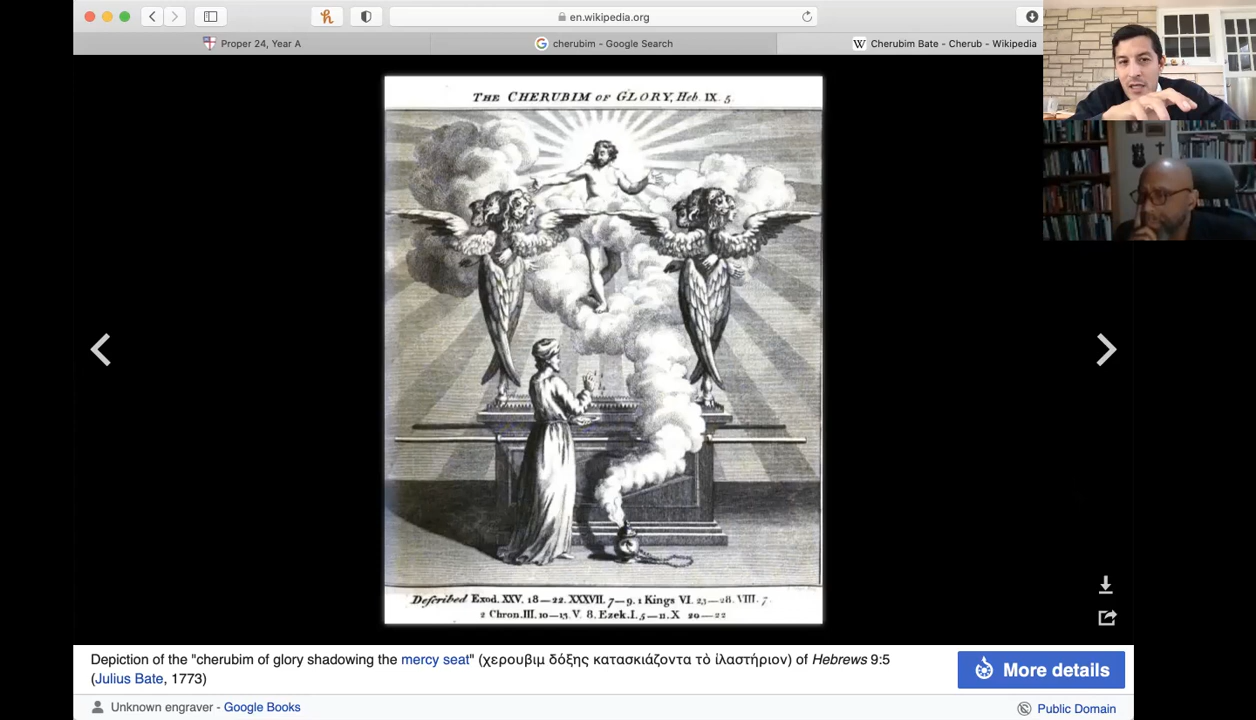 en.wikipedia.org
Proper 24, Year A
cherubim - Google Search
W Cherubim Bate - Cherub - Wikipedia
THE CHERUBIM OF GLORY, Heb. IX. 5.
Described Exod. XXV. 18—22. XXXVII. 7—9. 1 Kings VI. 23—28. VIII. 7.
2 Chron. III. 10—13. V. 8. Ezek. I. 5—11. X 20—22
Depiction of the "cherubim of glory shadowing the mercy seat" (χερουβιμ δόξης κατασκιάζοντα τὸ ἱλαστήριον) of Hebrews 9:5
(Julius Bate, 1773)
More details
Unknown engraver - Google Books
Public Domain